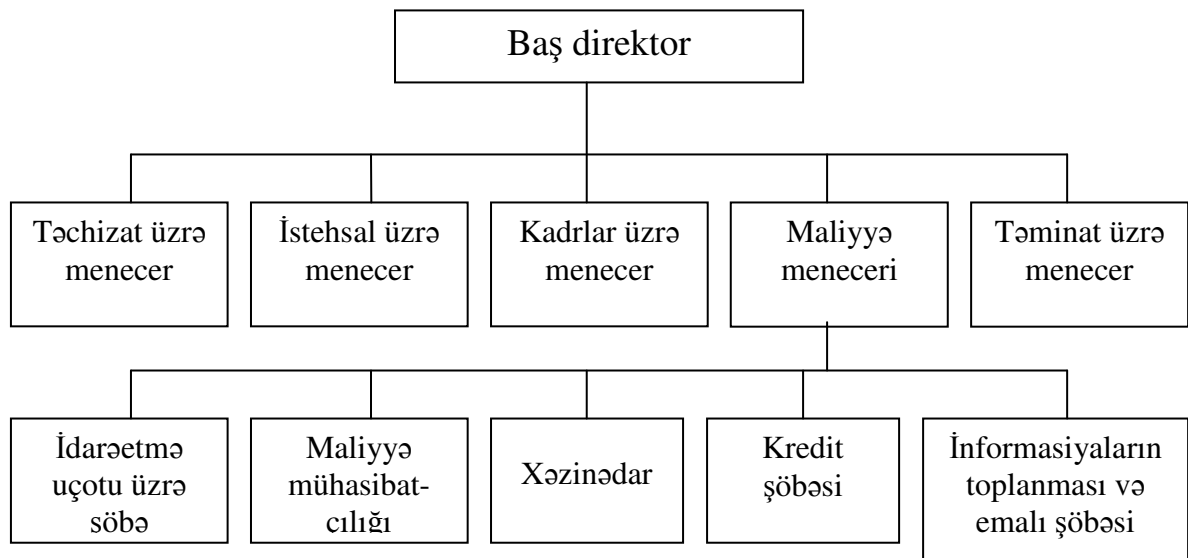 Baş direktor
Təchizat üzrə
menecer
İstehsal üzrə
menecer
Kadrlar üzrə
menecer
Maliyyə
meneceri
Təminat üzrə
menecer
İdarəetmə
uçotu üzrə
söbə
Maliyyə
mühasibat-
cılığı
Xəzinədar
Kredit
şöbəsi
İnformasiyaların
toplanması və
emalı şöbəsi